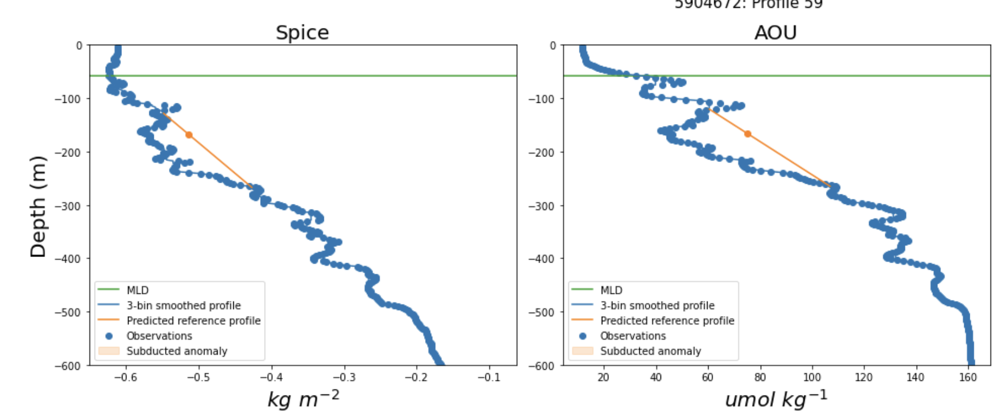 5904672: Profile 59
Spice
AOU
Depth (m)
0
−100
−200
−300
−400
−500
−600
−0.6
−0.5
−0.4
−0.3
−0.2
−0.1
kg m⁻²
MLD
3-bin smoothed profile
Predicted reference profile
Observations
Subducted anomaly
0
−100
−200
−300
−400
−500
−600
20
40
60
80
100
120
140
160
umol kg⁻¹
MLD
3-bin smoothed profile
Predicted reference profile
Observations
Subducted anomaly